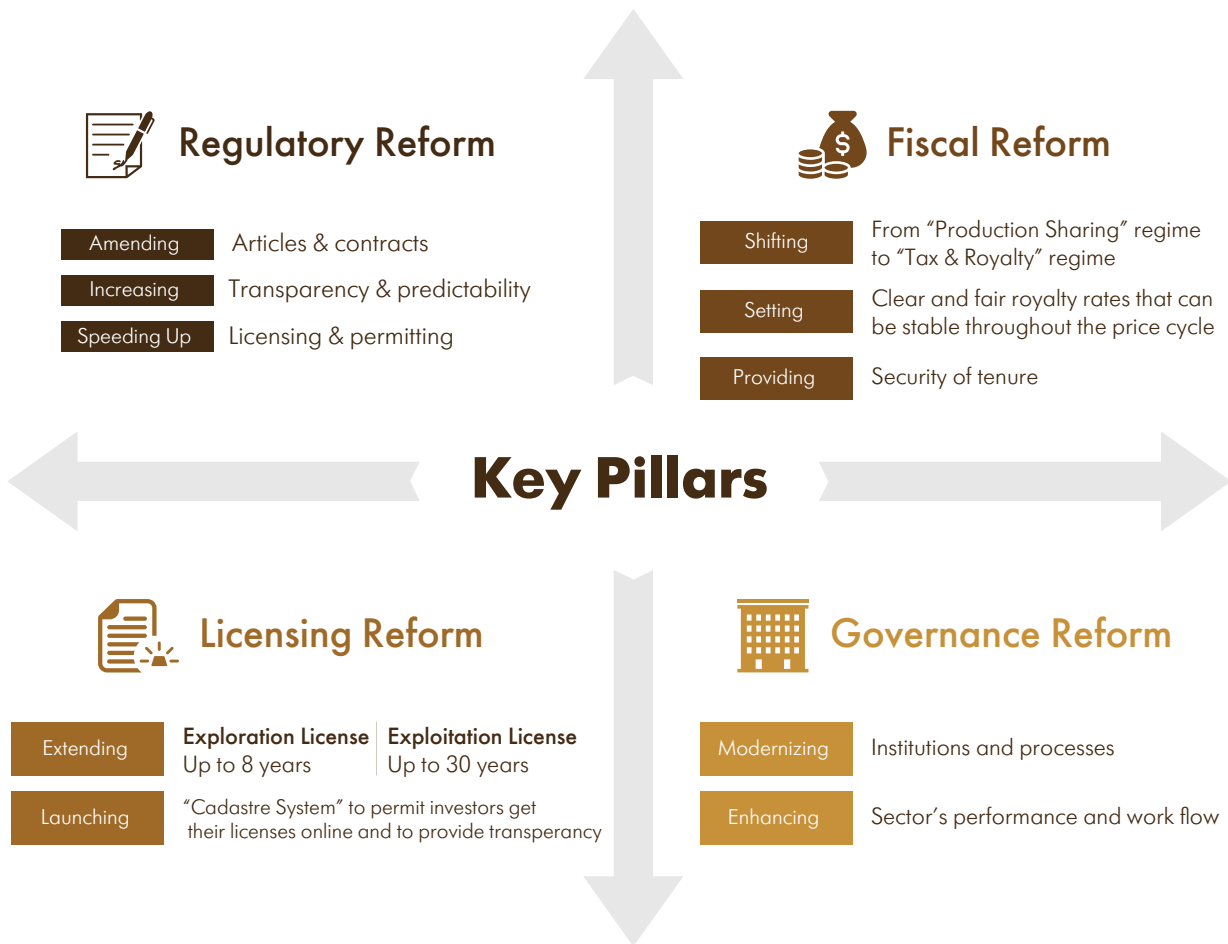 Regulatory Reform
Amending
Articles & contracts
Increasing
Transparency & predictability
Speeding Up
Licensing & permitting
Fiscal Reform
$
Shifting
From “Production Sharing” regime
to “Tax & Royalty” regime
Setting
Clear and fair royalty rates that can
be stable throughout the price cycle
Providing
Security of tenure
Key Pillars
Licensing Reform
Extending
Exploration License
Up to 8 years
Exploitation License
Up to 30 years
Launching
“Cadastre System” to permit investors get
their licenses online and to provide transperancy
Governance Reform
Modernizing
Institutions and processes
Enhancing
Sector’s performance and work flow